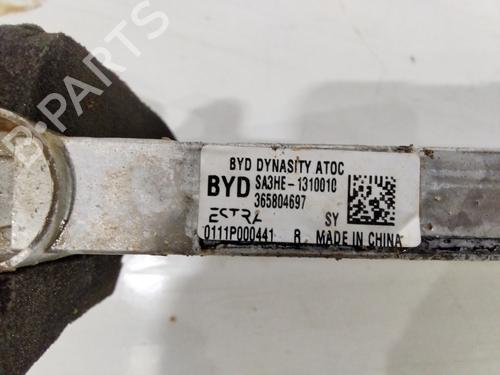 BYD DYNASITY ATOC
BYD SA3HE-1310010
365804697
ESTRA SY
0111P000441 R MADE IN CHINA
B-PARTS